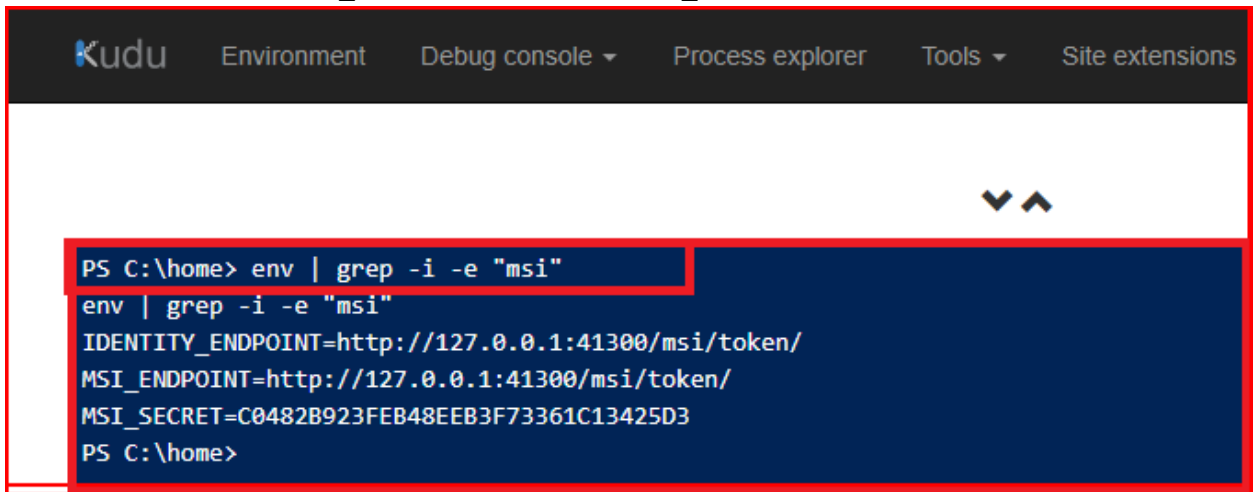 Kudu Environment Debug console Process explorer Tools Site extensions
PS C:\home> env | grep -i -e "msi"
env | grep -i -e "msi"
IDENTITY_ENDPOINT=http://127.0.0.1:41300/msi/token/
MSI_ENDPOINT=http://127.0.0.1:41300/msi/token/
MSI_SECRET=C0482B923FEB48EEB3F73361C13425D3
PS C:\home>